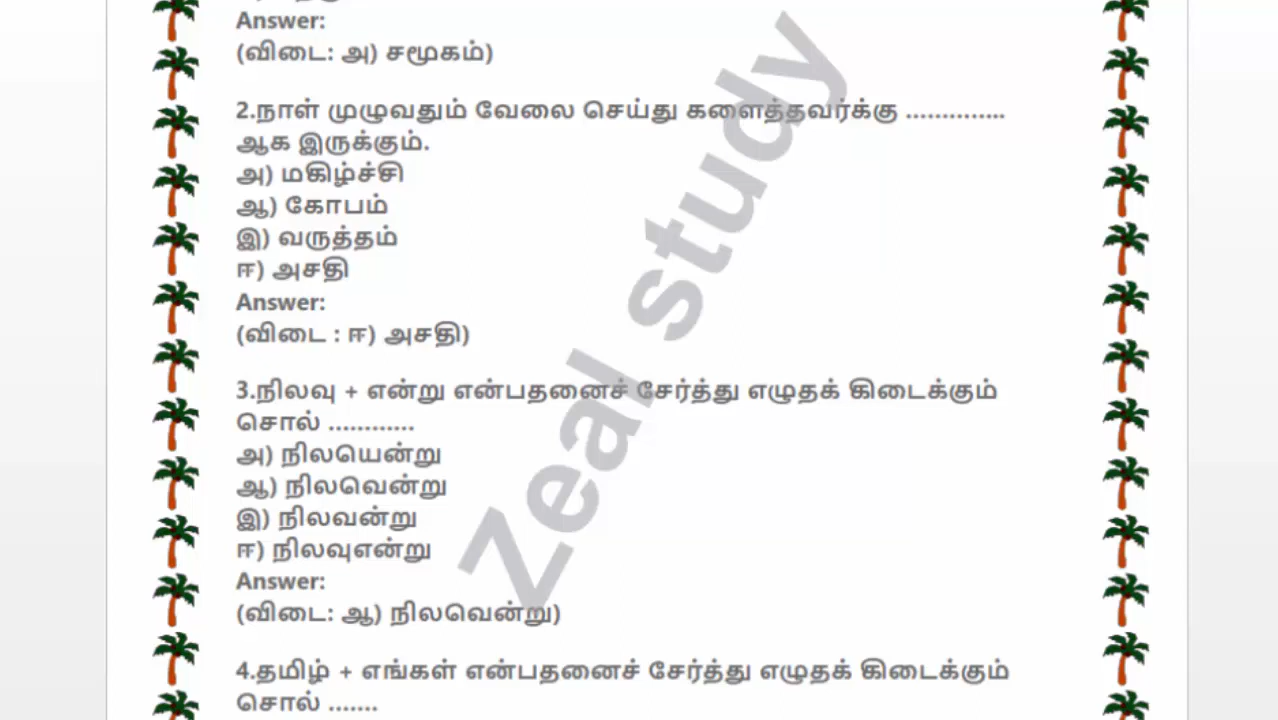 Answer:
(விடை: அ) சமூகம்)
2.நாள் முழுவதும் வேலை செய்து களைத்தவர்க்கு ..............
ஆக இருக்கும்.
அ) மகிழ்ச்சி
ஆ) கோபம்
இ) வருத்தம்
ஈ) அசதி
Answer:
(விடை : ஈ) அசதி)
3.நிலவு + என்று என்பதனைச் சேர்த்து எழுதக் கிடைக்கும்
சொல் ............
அ) நிலயென்று
ஆ) நிலவென்று
இ) நிலவன்று
ஈ) நிலவுஎன்று
Answer:
(விடை: ஆ) நிலவென்று)
4.தமிழ் + எங்கள் என்பதனைச் சேர்த்து எழுதக் கிடைக்கும்
சொல் .......
Zeal study